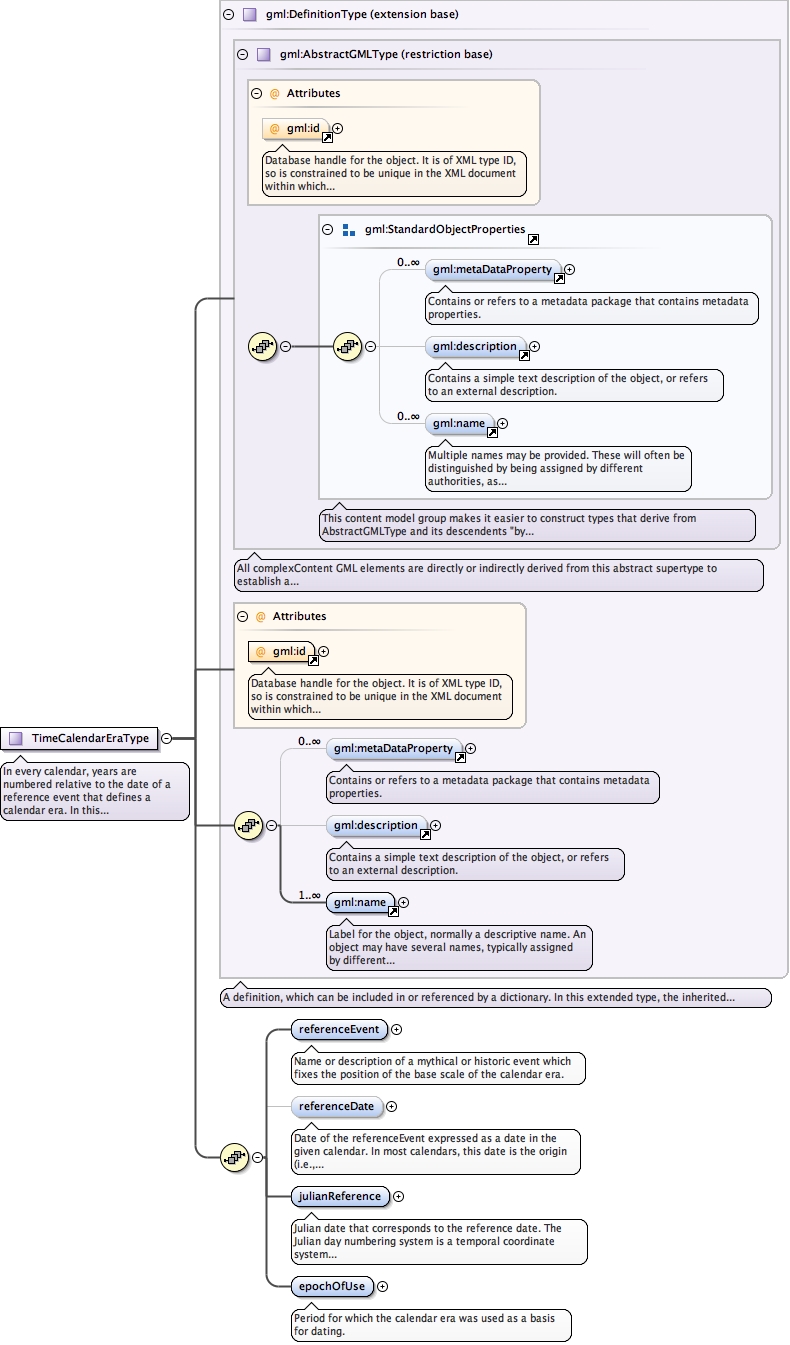 gml:DefinitionType (extension base)
gml:AbstractGMLType (restriction base)
@ Attributes
@ gml:id
Database handle for the object. It is of XML type ID,
so is constrained to be unique in the XML document
within which...
gml:StandardObjectProperties
0..∞
gml:metaDataProperty
Contains or refers to a metadata package that contains metadata
properties.
gml:description
Contains a simple text description of the object, or refers
to an external description.
0..∞
gml:name
Multiple names may be provided. These will often be
distinguished by being assigned by different
authorities, as...
This content model group makes it easier to construct types that derive from
AbstractGMLType and its descendents "by...
All complexContent GML elements are directly or indirectly derived from this abstract supertype to
establish a...
@ Attributes
@ gml:id
Database handle for the object. It is of XML type ID,
so is constrained to be unique in the XML document
within which...
TimeCalendarEraType
In every calendar, years are
numbered relative to the date of a
reference event that defines a
calendar era. In this...
0..∞
gml:metaDataProperty
Contains or refers to a metadata package that contains metadata
properties.
gml:description
Contains a simple text description of the object, or refers
to an external description.
1..∞
gml:name
Label for the object, normally a descriptive name. An
object may have several names, typically assigned
by different...
A definition, which can be included in or referenced by a dictionary. In this extended type, the inherited...
referenceEvent
Name or description of a mythical or historic event which
fixes the position of the base scale of the calendar era.
referenceDate
Date of the referenceEvent expressed as a date in the
given calendar. In most calendars, this date is the origin
(i.e.,...
julianReference
Julian date that corresponds to the reference date. The
Julian day numbering system is a temporal coordinate
system...
epochOfUse
Period for which the calendar era was used as a basis
for dating.